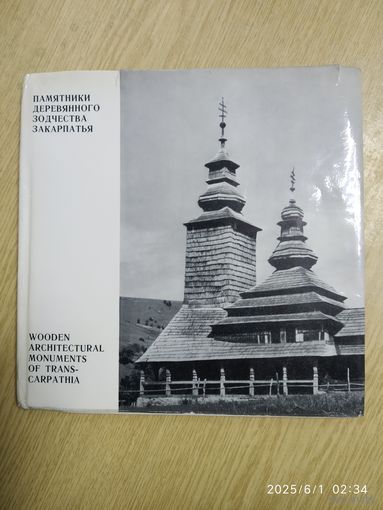 ПАМЯТНИКИ
ДЕРЕВЯННОГО
ЗОДЧЕСТВА
ЗАКАРПАТЬЯ
WOODEN
ARCHITECTURAL
MONUMENTS
OF TRANS-
CARPATHIA
2025/6/1 02:34